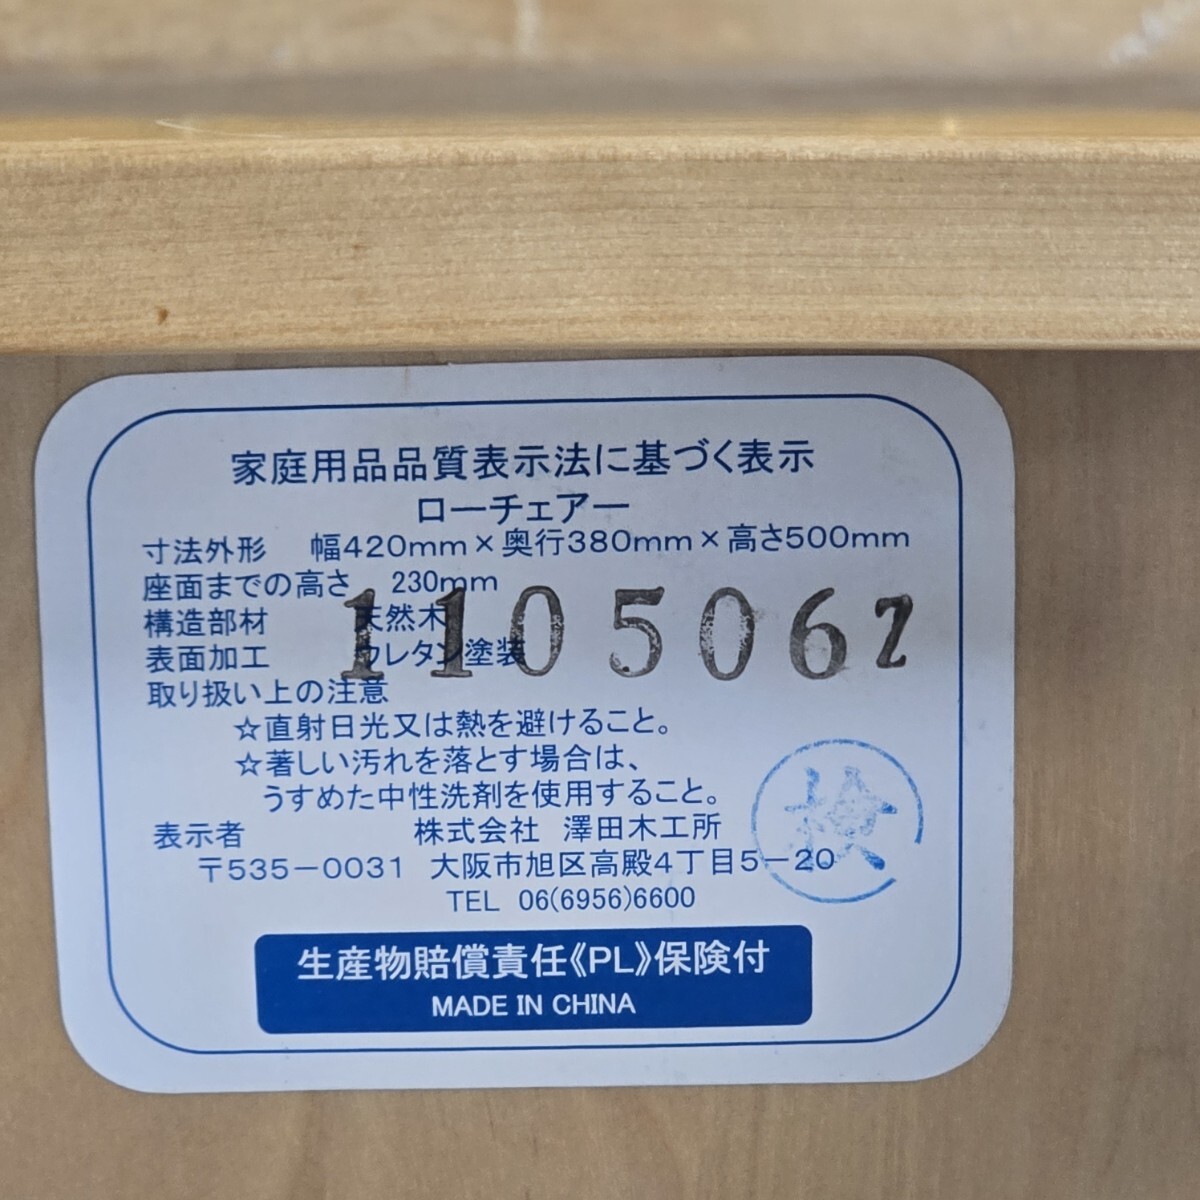 家庭用品品質表示法に基づく表示
ローチェアー
寸法外形 幅420mm×奥行380mm×高さ500mm
座面までの高さ 230mm
構造部材 天然木
表面加工 ウレタン塗装
1105062
取り扱い上の注意
☆直射日光又は熱を避けること。
☆著しい汚れを落とす場合は、
うすめた中性洗剤を使用すること。
検
表示者 株式会社 澤田木工所
〒535-0031 大阪市旭区高殿4丁目5-20
TEL 06(6956)6600
生産物賠償責任《PL》保険付
MADE IN CHINA